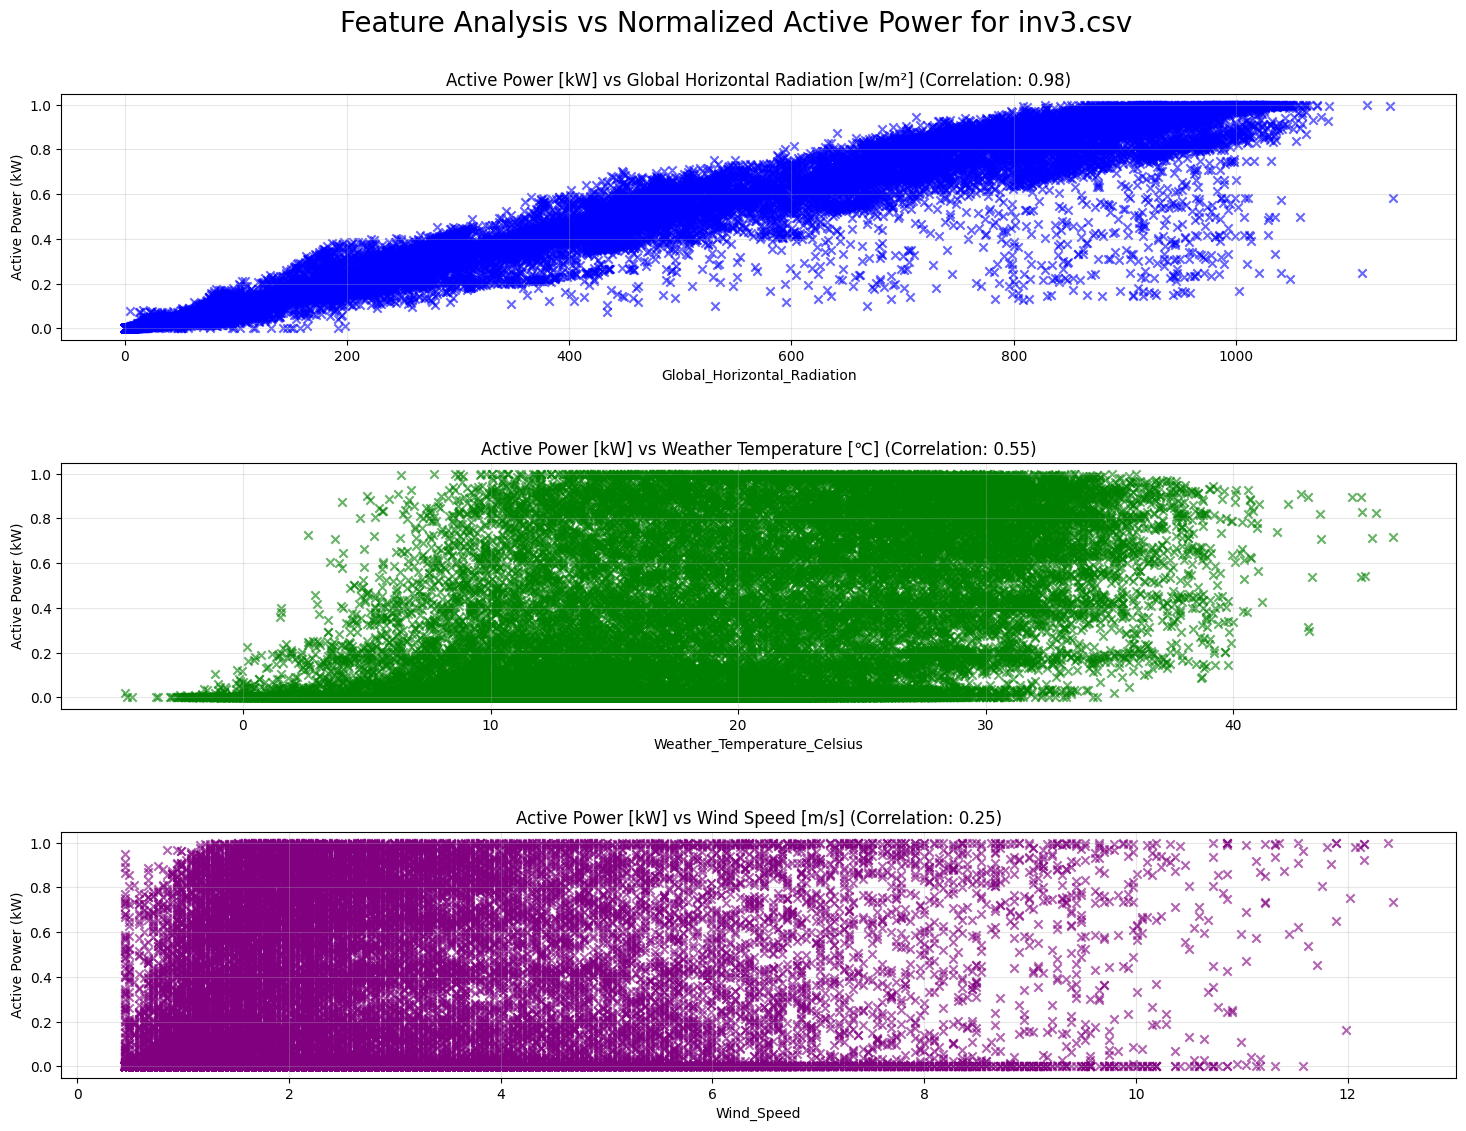 Feature Analysis vs Normalized Active Power for inv3.csv
Active Power [kW] vs Global Horizontal Radiation [w/m²] (Correlation: 0.98)
Active Power (kW)
1.0
0.8
0.6
0.4
0.2
0.0
0 200 400 600 800 1000
Global_Horizontal_Radiation
Active Power [kW] vs Weather Temperature [℃] (Correlation: 0.55)
Active Power (kW)
1.0
0.8
0.6
0.4
0.2
0.0
0 10 20 30 40
Weather_Temperature_Celsius
Active Power [kW] vs Wind Speed [m/s] (Correlation: 0.25)
Active Power (kW)
1.0
0.8
0.6
0.4
0.2
0.0
0 2 4 6 8 10 12
Wind_Speed